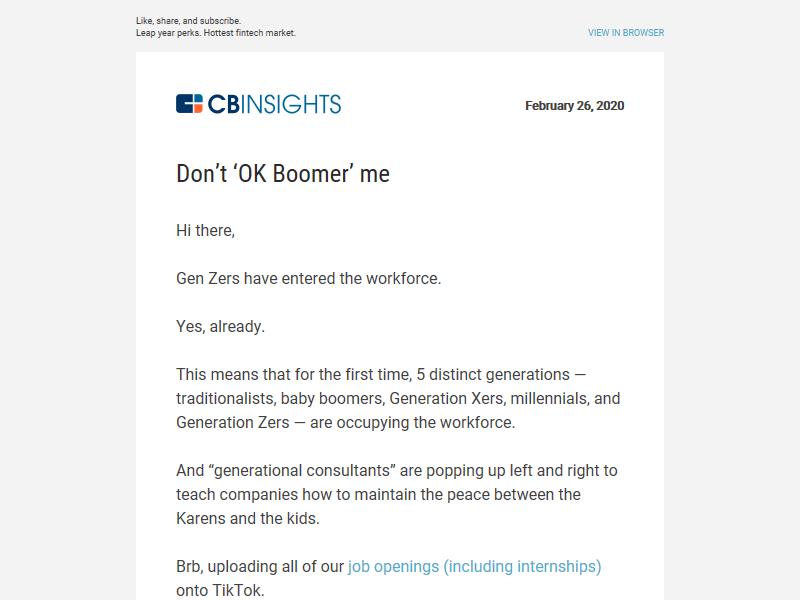 Like, share, and subscribe.
Leap year perks. Hottest fintech market.
VIEW IN BROWSER
CBINSIGHTS
February 26, 2020
Don’t ‘OK Boomer’ me
Hi there,
Gen Zers have entered the workforce.
Yes, already.
This means that for the first time, 5 distinct generations —
traditionalists, baby boomers, Generation Xers, millennials, and
Generation Zers — are occupying the workforce.
And “generational consultants” are popping up left and right to
teach companies how to maintain the peace between the
Karens and the kids.
Brb, uploading all of our job openings (including internships)
onto TikTok.